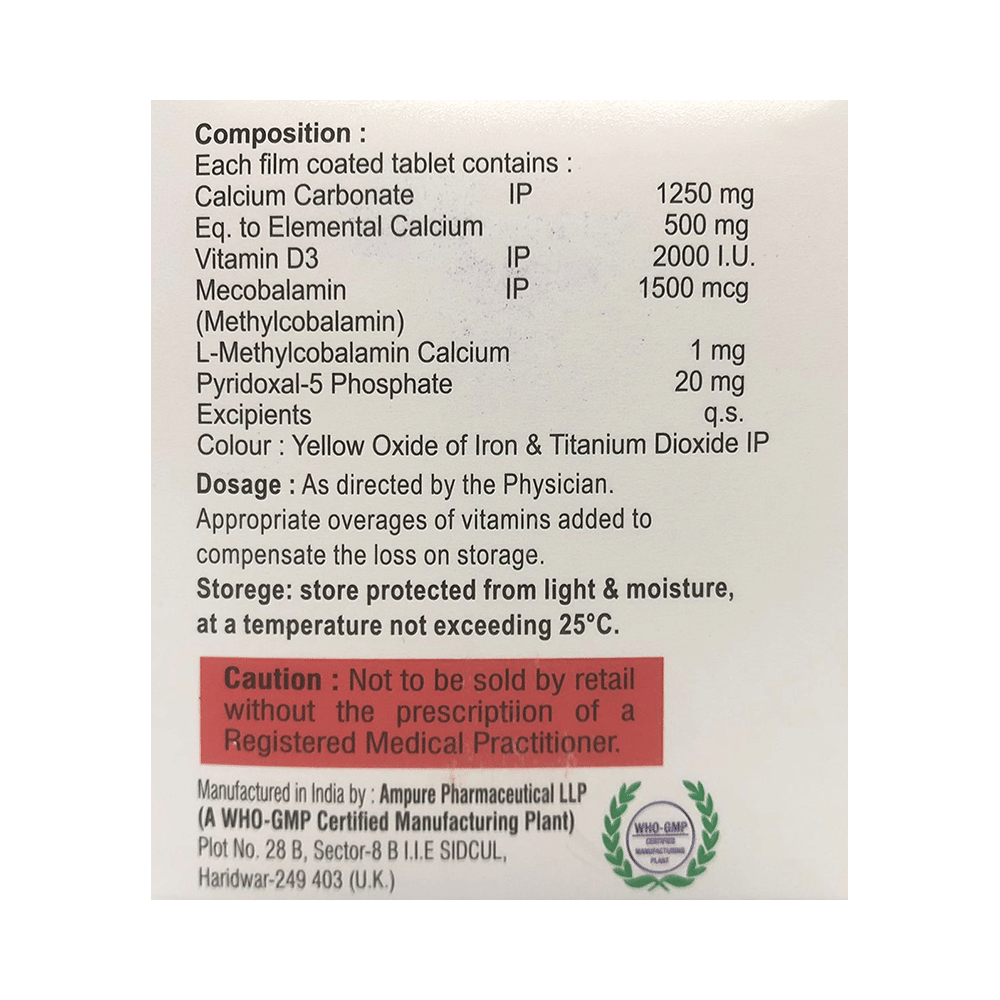 Composition :
Each film coated tablet contains :
Calcium Carbonate IP 1250 mg
Eq. to Elemental Calcium 500 mg
Vitamin D3 IP 2000 I.U.
Mecobalamin IP 1500 mcg
(Methylcobalamin)
L-Methylcobalamin Calcium 1 mg
Pyridoxal-5 Phosphate 20 mg
Excipients q.s.
Colour : Yellow Oxide of Iron & Titanium Dioxide IP
Dosage : As directed by the Physician.
Appropriate overages of vitamins added to
compensate the loss on storage.
Storege: store protected from light & moisture,
at a temperature not exceeding 25°C.
Caution : Not to be sold by retail
without the prescriptiion of a
Registered Medical Practitioner.
Manufactured in India by : Ampure Pharmaceutical LLP
(A WHO-GMP Certified Manufacturing Plant)
Plot No. 28 B, Sector-8 B I.I.E SIDCUL,
Haridwar-249 403 (U.K.)
WHO-GMP
CERTIFIED
MANUFACTURING
PLANT